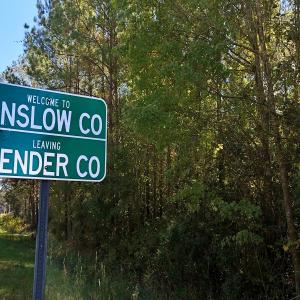 WELCOME TO
NSLOW CO
LEAVING
ENDER CO